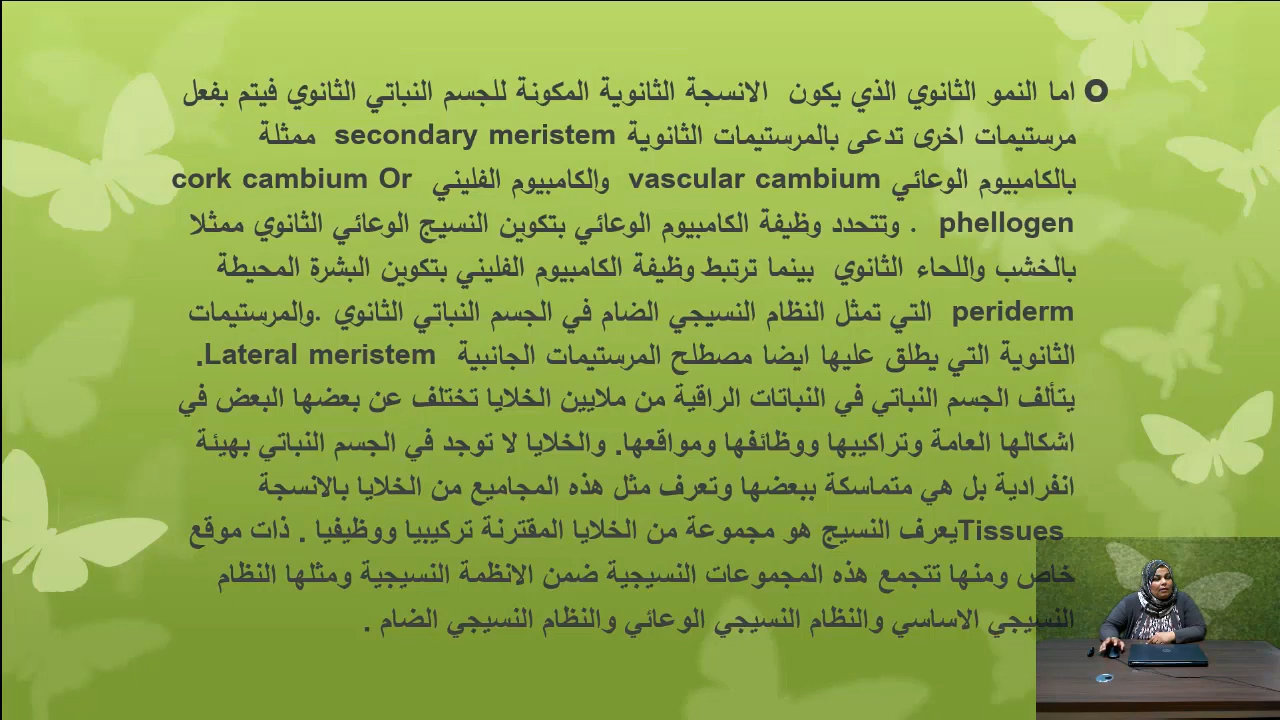 اما النمو الثانوي الذي يكون الانسجة الثانوية المكونة للجسم النباتي الثانوي فيتم بفعل
مرستيمات اخرى تدعى بالمرستيمات الثانوية secondary meristem ممثلة
بالكامبيوم الوعائي vascular cambium والكامبيوم الفليني cork cambium Or
phellogen . وتتحدد وظيفة الكامبيوم الوعائي بتكوين النسيج الوعائي الثانوي ممثلا
بالخشب واللحاء الثانوي بينما ترتبط وظيفة الكامبيوم الفليني بتكوين البشرة المحيطة
periderm التي تمثل النظام النسيجي الضام في الجسم النباتي الثانوي .والمرستيمات
الثانوية التي يطلق عليها ايضا مصطلح المرستيمات الجانبية Lateral meristem.
يتألف الجسم النباتي في النباتات الراقية من ملايين الخلايا تختلف عن بعضها البعض في
اشكالها العامة وتراكيبها ووظائفها ومواقعها. والخلايا لا توجد في الجسم النباتي بهيئة
انفرادية بل هي متماسكة ببعضها وتعرف مثل هذه المجاميع من الخلايا بالانسجة
Tissuesيعرف النسيج هو مجموعة من الخلايا المقترنة تركيبيا ووظيفيا . ذات موقع
خاص ومنها تتجمع هذه المجموعات النسيجية ضمن الانظمة النسيجية ومثلها النظام
النسيجي الاساسي والنظام النسيجي الوعائي والنظام النسيجي الضام .